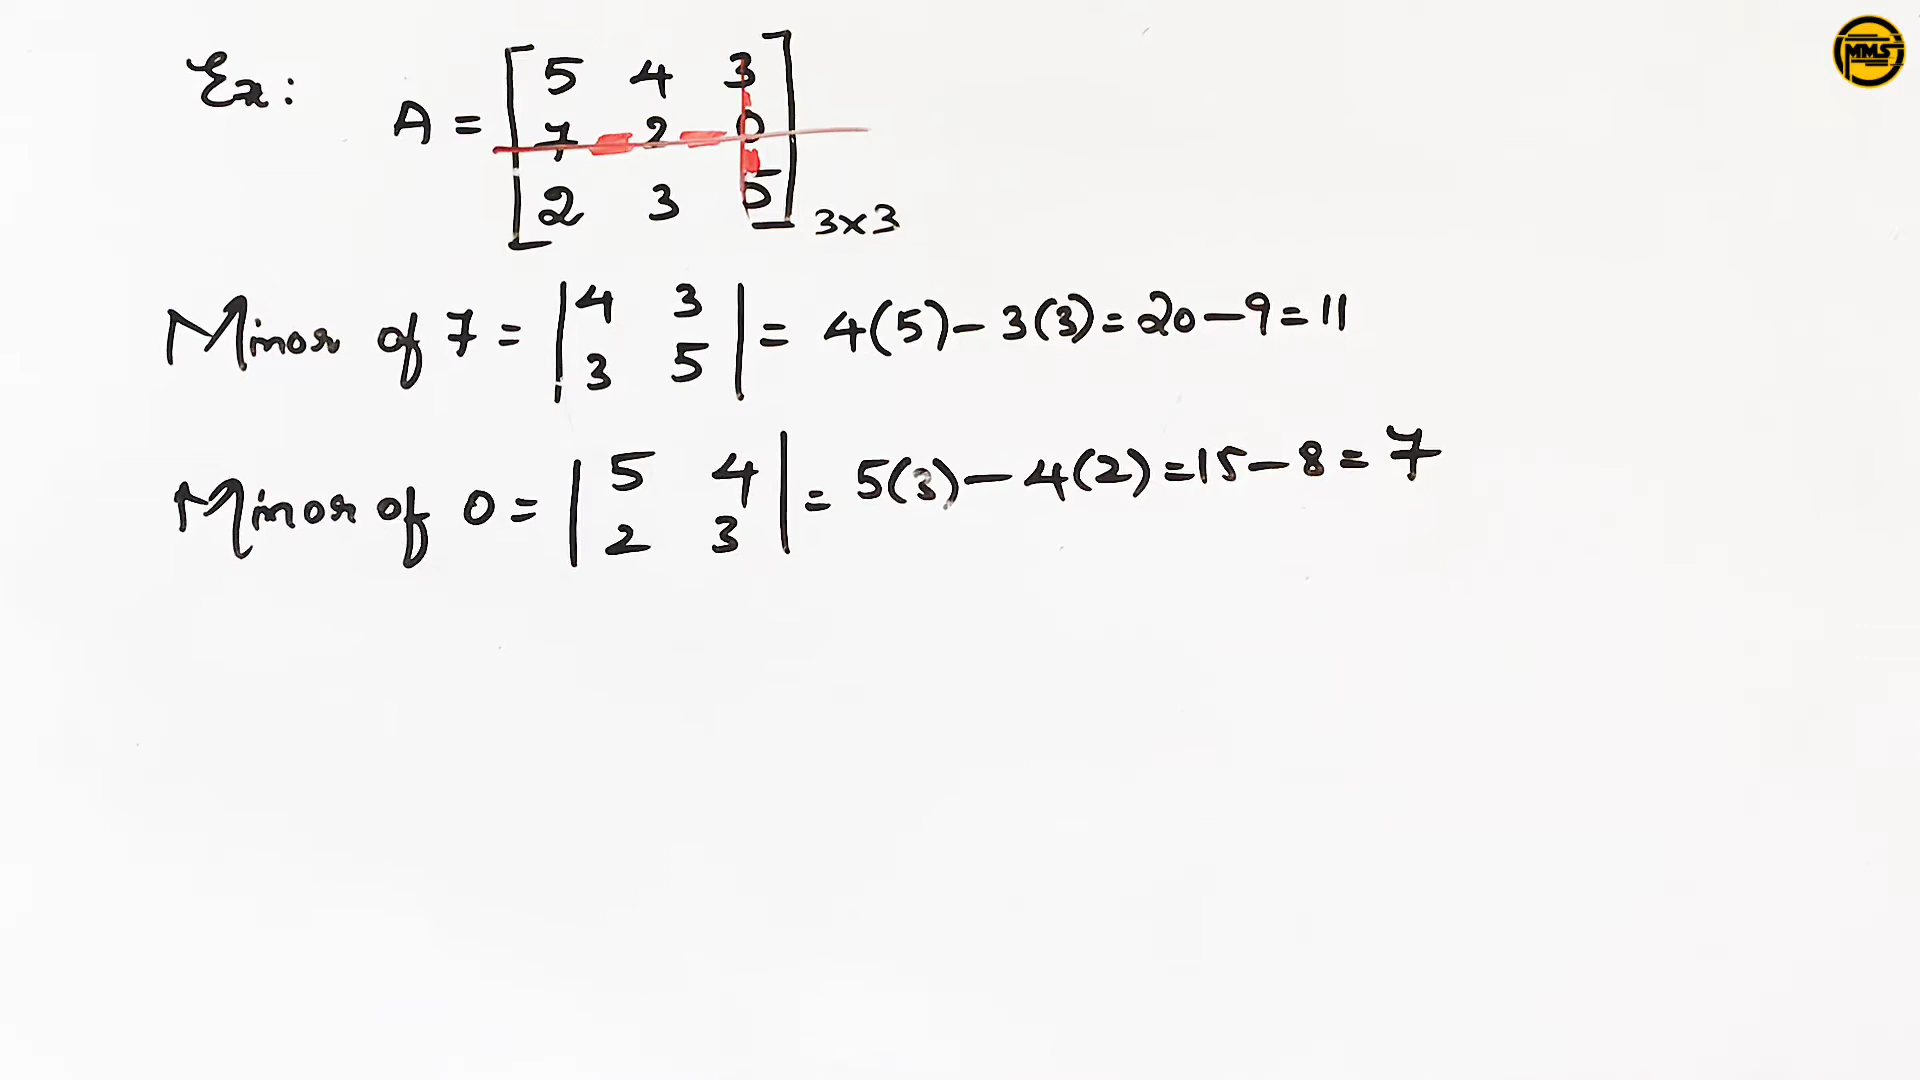 MMS
Ex: A = [5 4 3
7 2 0
2 3 5] 3x3
Minor of 7 = |4 3
3 5| = 4(5) - 3(3) = 20 - 9 = 11
Minor of 0 = |5 4
2 3| = 5(3) - 4(2) = 15 - 8 = 7